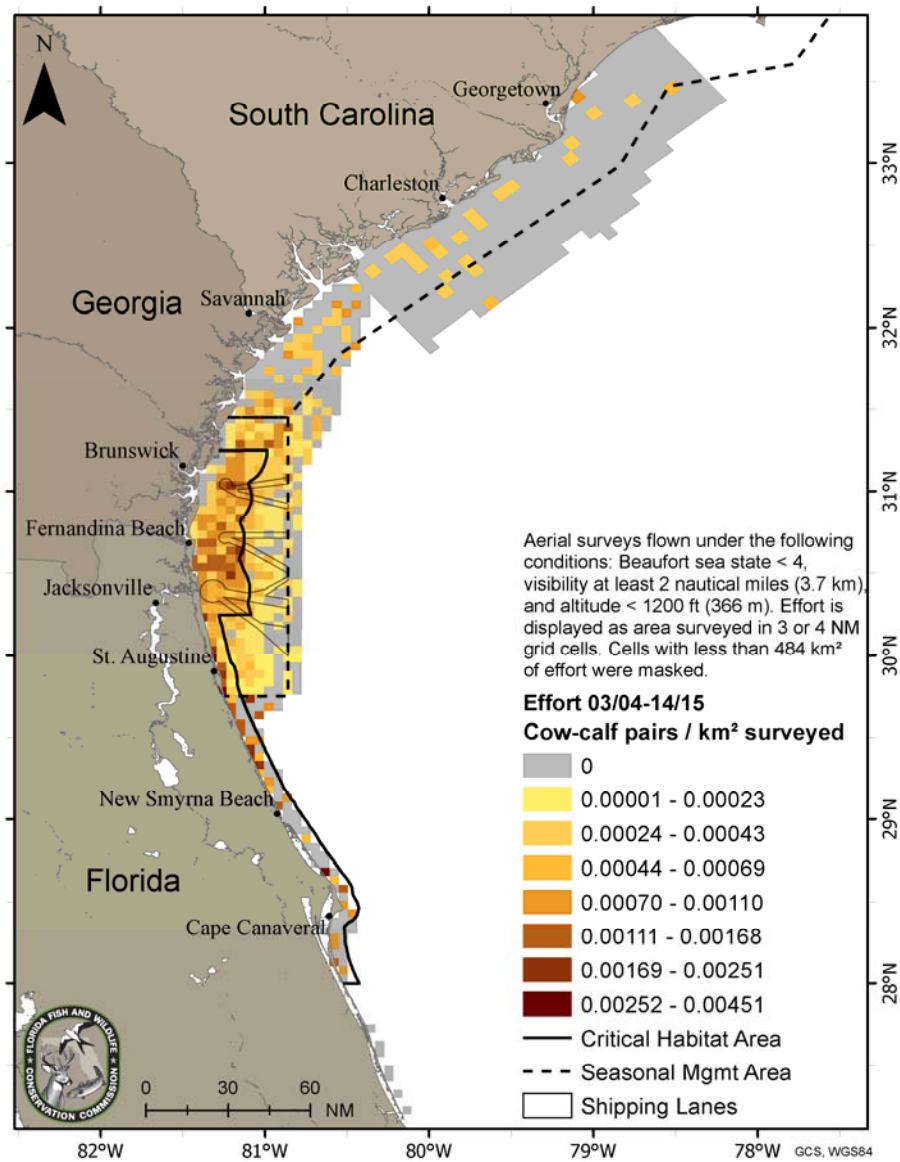 N
Georgetown
South Carolina
33°N
Charleston
Georgia
Savannah
32°N
Brunswick
31°N
Fernandina Beach
Jacksonville
St. Augustine
30°N
New Smyrna Beach
29°N
Florida
Cape Canaveral
28°N
Aerial surveys flown under the following
conditions: Beaufort sea state < 4,
visibility at least 2 nautical miles (3.7 km),
and altitude < 1200 ft (366 m). Effort is
displayed as area surveyed in 3 or 4 NM
grid cells. Cells with less than 484 km²
of effort were masked.
Effort 03/04-14/15
Cow-calf pairs / km² surveyed
0
0.00001 - 0.00023
0.00024 - 0.00043
0.00044 - 0.00069
0.00070 - 0.00110
0.00111 - 0.00168
0.00169 - 0.00251
0.00252 - 0.00451
Critical Habitat Area
Seasonal Mgmt Area
Shipping Lanes
FLORIDA FISH AND WILDLIFE
CONSERVATION COMMISSION
0 30 60
NM
82°W 81°W 80°W 79°W 78°W
GCS, WGS84